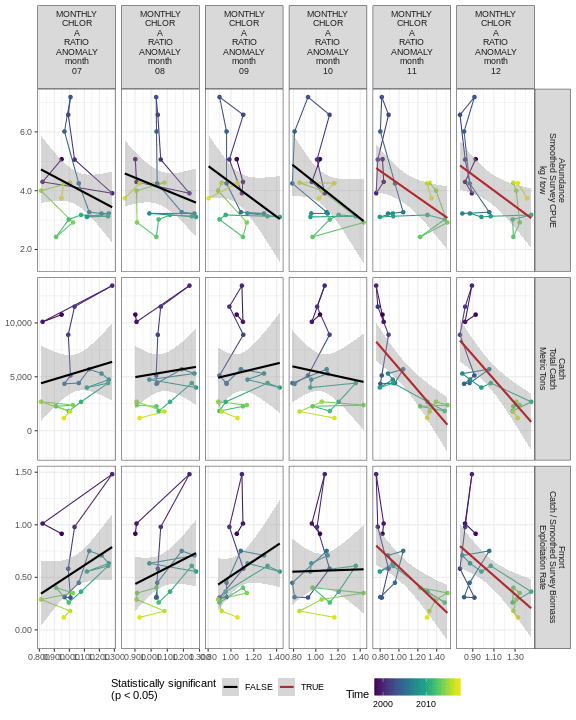 MONTHLY CHLOR A RATIO ANOMALY month 07
MONTHLY CHLOR A RATIO ANOMALY month 08
MONTHLY CHLOR A RATIO ANOMALY month 09
MONTHLY CHLOR A RATIO ANOMALY month 10
MONTHLY CHLOR A RATIO ANOMALY month 11
MONTHLY CHLOR A RATIO ANOMALY month 12
6.0
4.0
2.0
Abundance
Smoothed Survey CPUE
kg / tow
10,000
5,000
0
Catch
Total Catch
Metric Tons
1.50
1.00
0.50
0.00
Fmort
Catch / Smoothed Survey Biomass
Exploitation Rate
0.80 1.00 1.20 1.40
0.80 1.00 1.20 1.40
0.80 1.00 1.20 1.40
0.90 1.10 1.30
Statistically significant
(p < 0.05)
FALSE
TRUE
Time
2000 2010